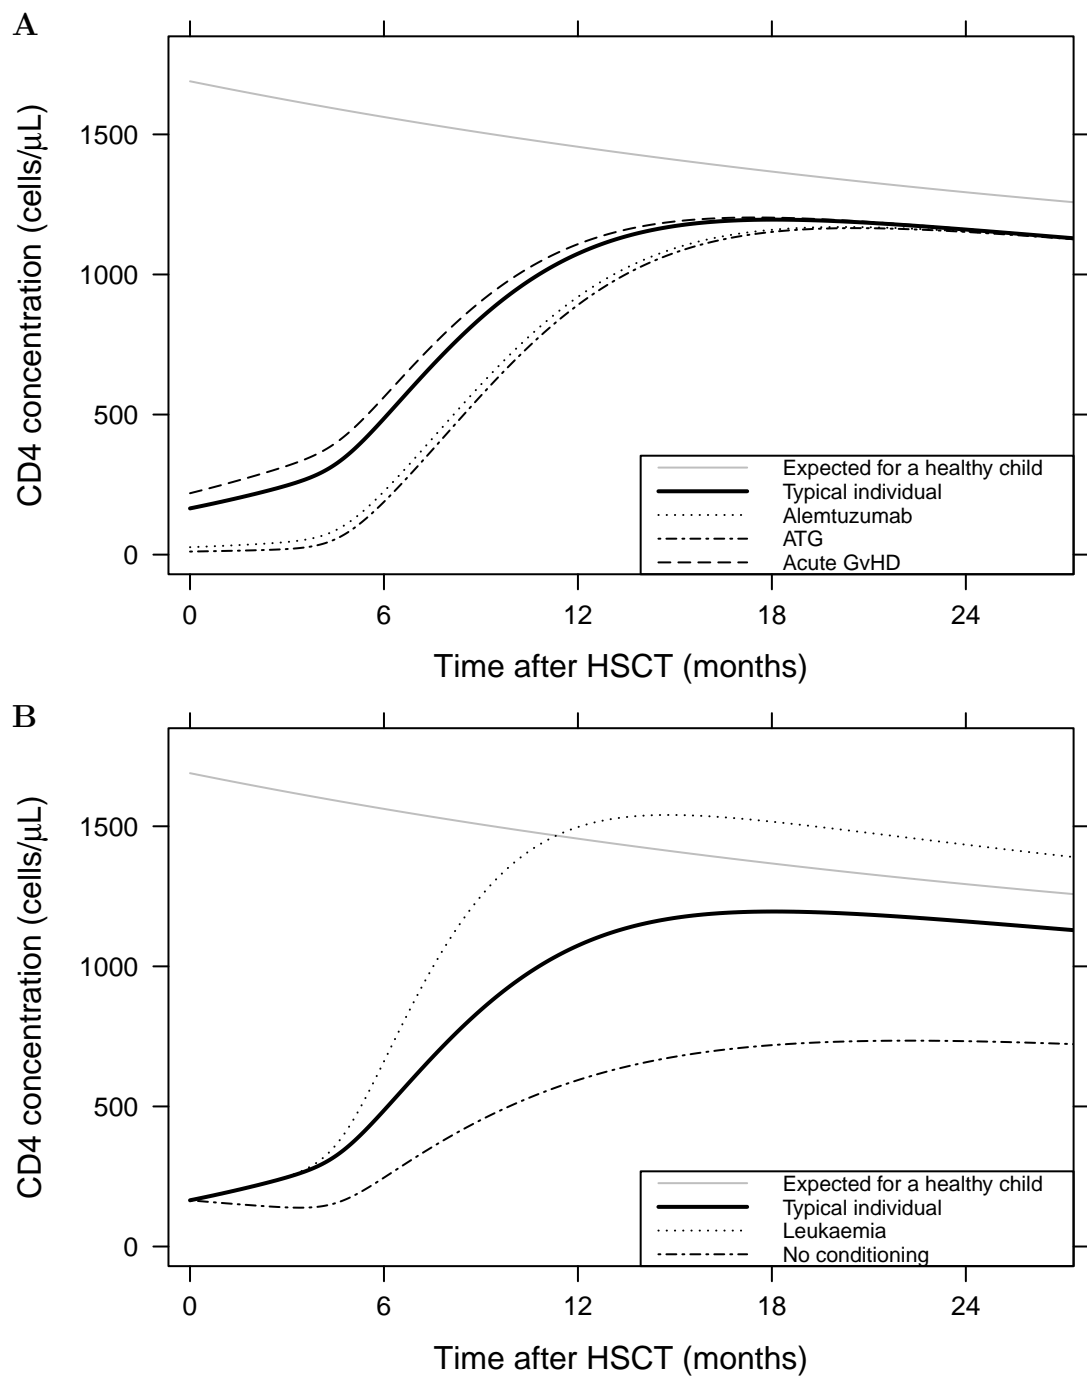 A
CD4 concentration (cells/μL)
1500
1000
500
0
Expected for a healthy child
Typical individual
Alemtuzumab
ATG
Acute GvHD
0 6 12 18 24
Time after HSCT (months)
B
CD4 concentration (cells/μL)
1500
1000
500
0
Expected for a healthy child
Typical individual
Leukaemia
No conditioning
0 6 12 18 24
Time after HSCT (months)